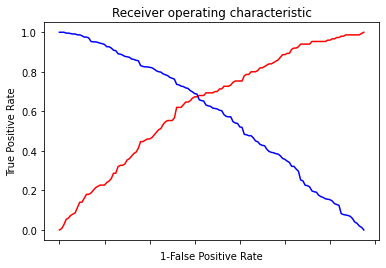 Receiver operating characteristic
1.0
0.8
0.6
0.4
0.2
0.0
True Positive Rate
1-False Positive Rate